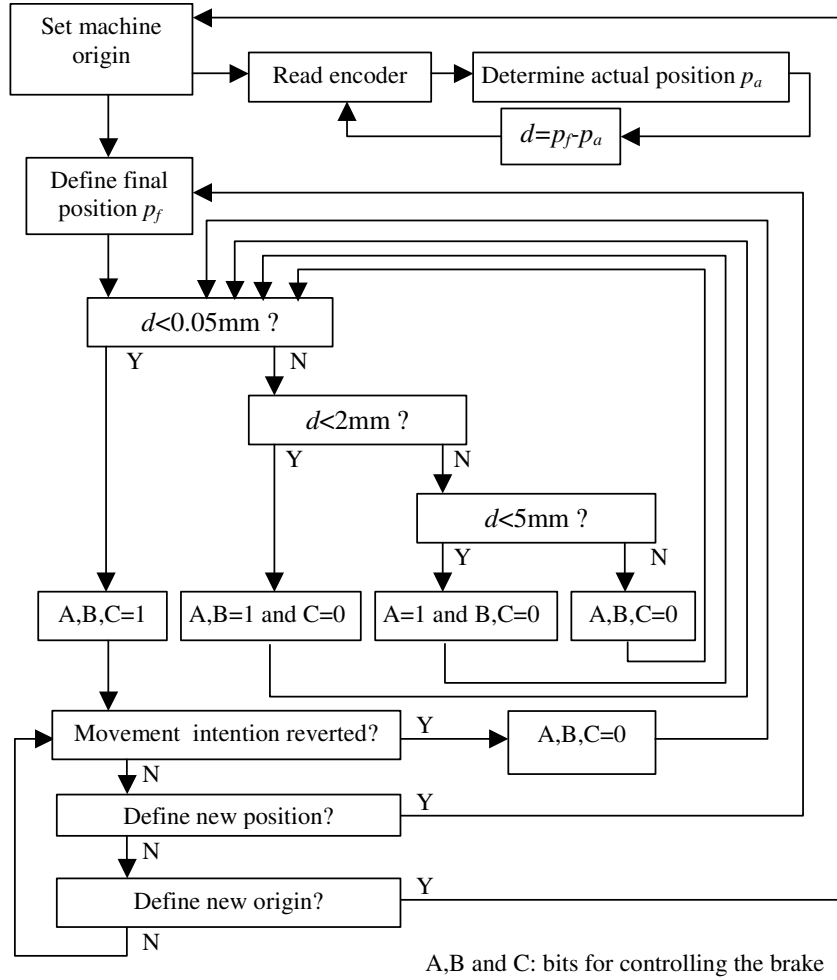 Set machine
origin
Read encoder
Determine actual position pₐ
d=p_f-pₐ
Define final
position p_f
d<0.05mm ?
Y
N
d<2mm ?
Y
N
d<5mm ?
Y
N
A,B,C=1
A,B=1 and C=0
A=1 and B,C=0
A,B,C=0
Movement intention reverted?
Y
A,B,C=0
N
Define new position?
Y
N
Define new origin?
Y
N
A,B and C: bits for controlling the brake